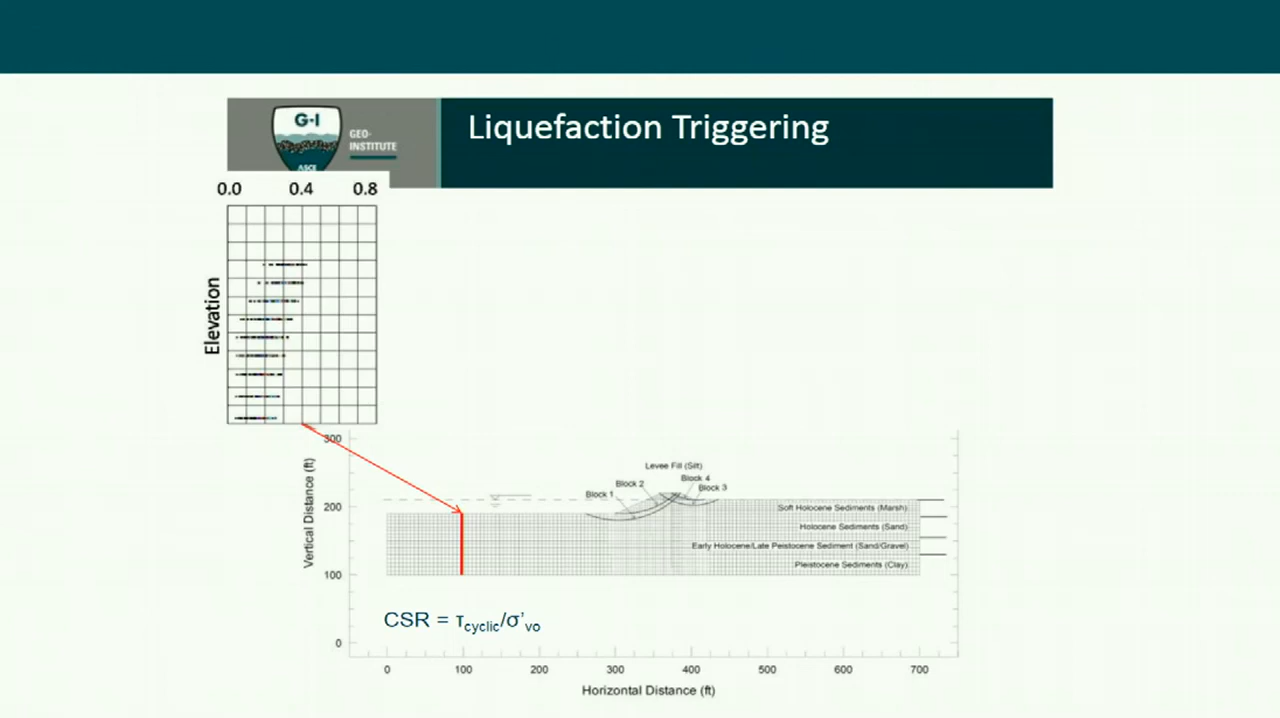 G-I
GEO-
INSTITUTE
ASCE
Liquefaction Triggering
0.0 0.4 0.8
Elevation
300
200
100
0
Vertical Distance (ft)
Levee Fill (Silt)
Block 4
Block 2
Block 3
Block 1
Soft Holocene Sediments (Marsh)
Holocene Sediments (Sand)
Early Holocene/Late Peistocene Sediment (Sand/Gravel)
Pleistocene Sediments (Clay)
CSR = τcyclic/σ’vo
0 100 200 300 400 500 600 700
Horizontal Distance (ft)